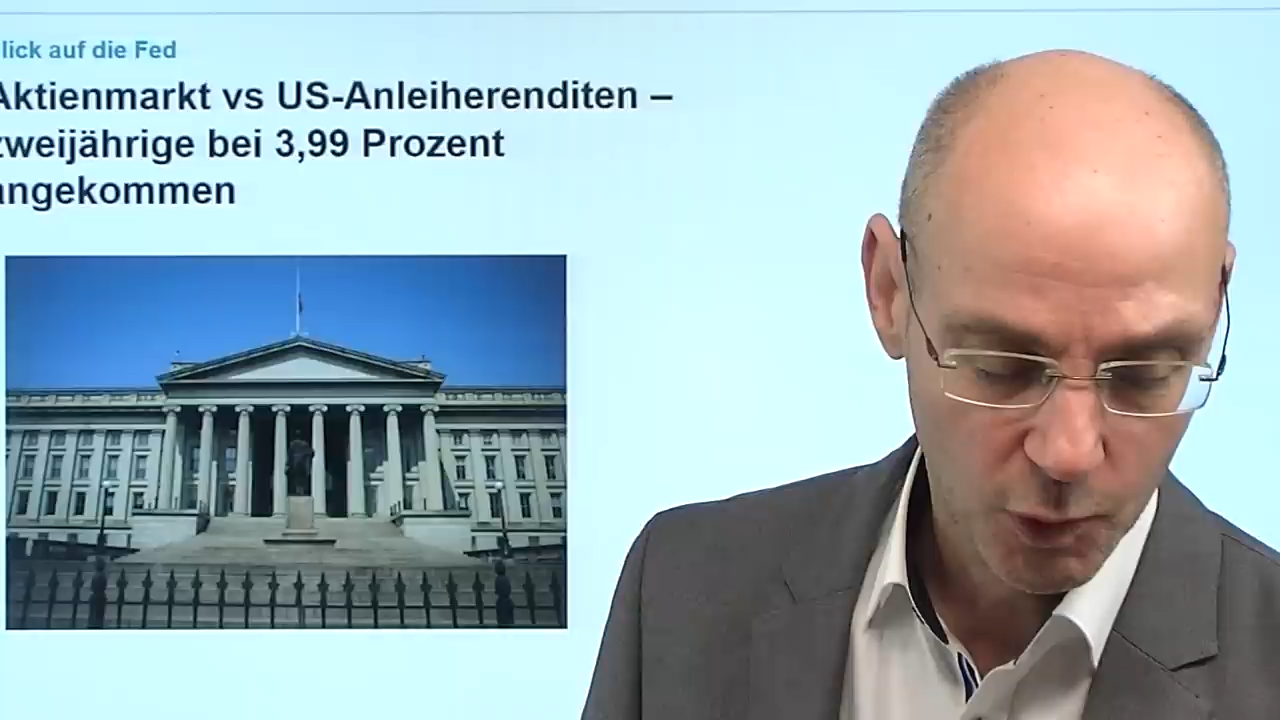 lick auf die Fed
Aktienmarkt vs US-Anleiherenditen –
zweijährige bei 3,99 Prozent
angekommen